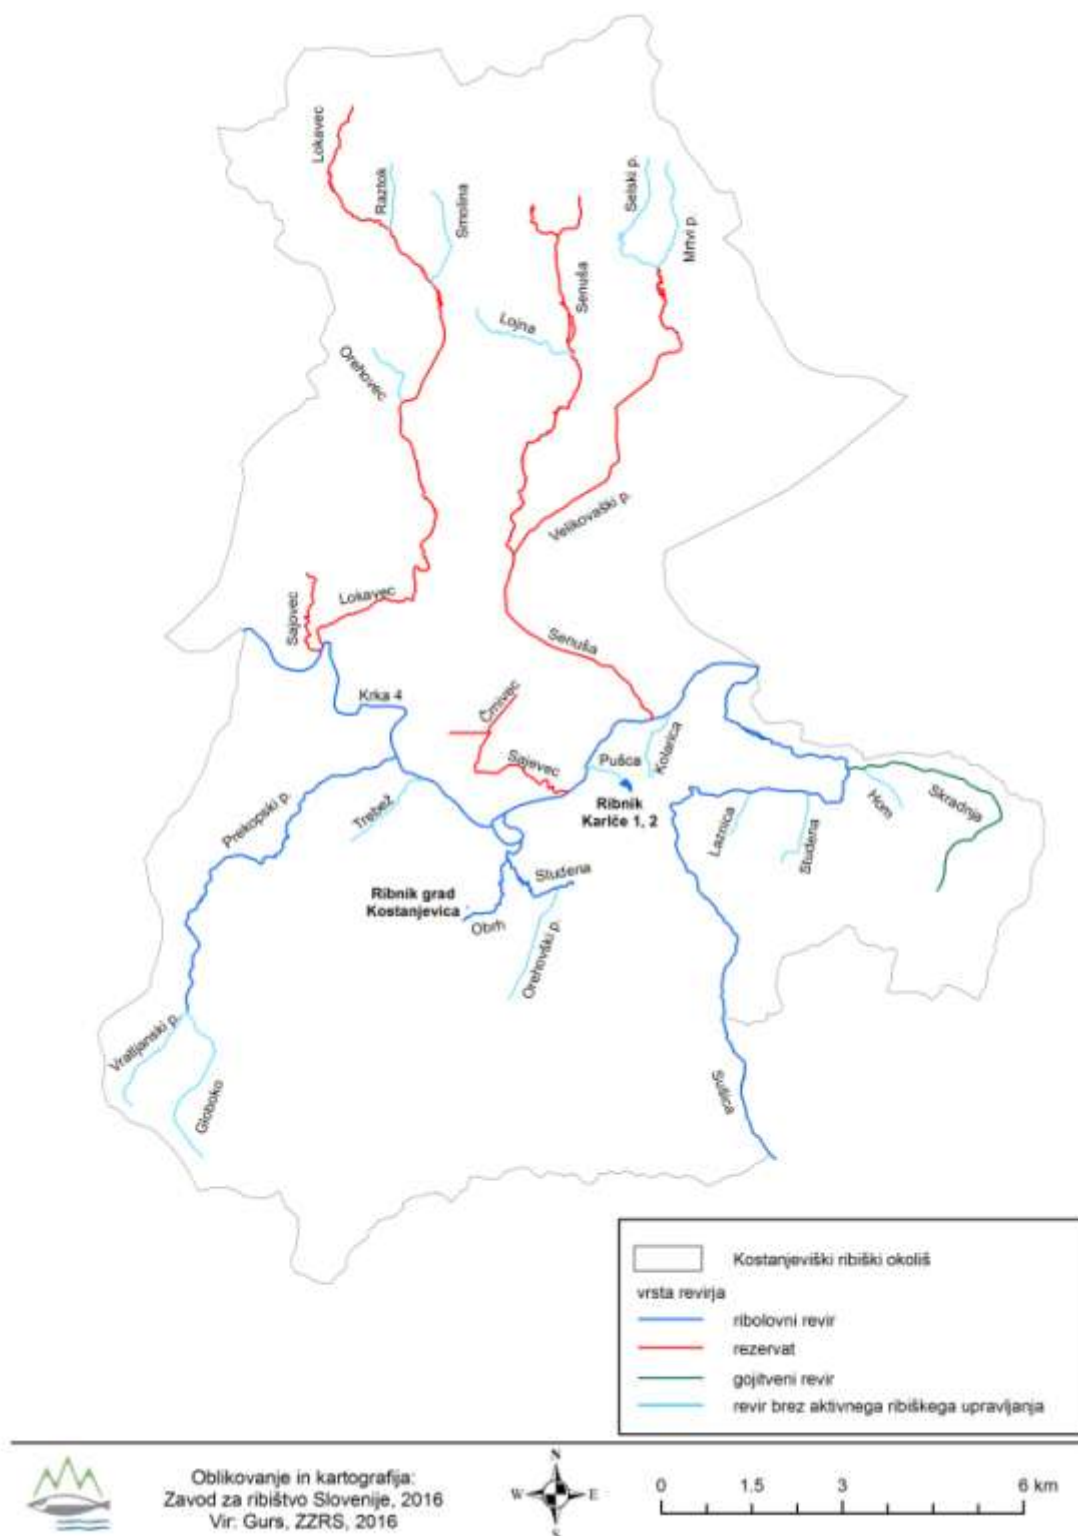 Lokavec
Raztok
Smolina
Selski p.
Mrtvi p.
Senuša
Lojna
Orehovec
Velikovaški p.
Sajovec
Lokavec
Senuša
Krka 4
Črnivec
Sajevec
Pušca
Kolarica
Ribnik
Kariče 1, 2
Prekopski p.
Trebež
Laznica
Studena
Hom
Skradnja
Studena
Ribnik grad
Kostanjevica
Obrh
Orehovški p.
Vratljanski p.
Globoko
Sušica
Kostanjeviški ribiški okoliš
vrsta revirja
ribolovni revir
rezervat
gojitveni revir
revir brez aktivnega ribiškega upravljanja
Oblikovanje in kartografija:
Zavod za ribištvo Slovenije, 2016
Vir: Gurs, ZZRS, 2016
N
W E
S
0 1.5 3 6 km